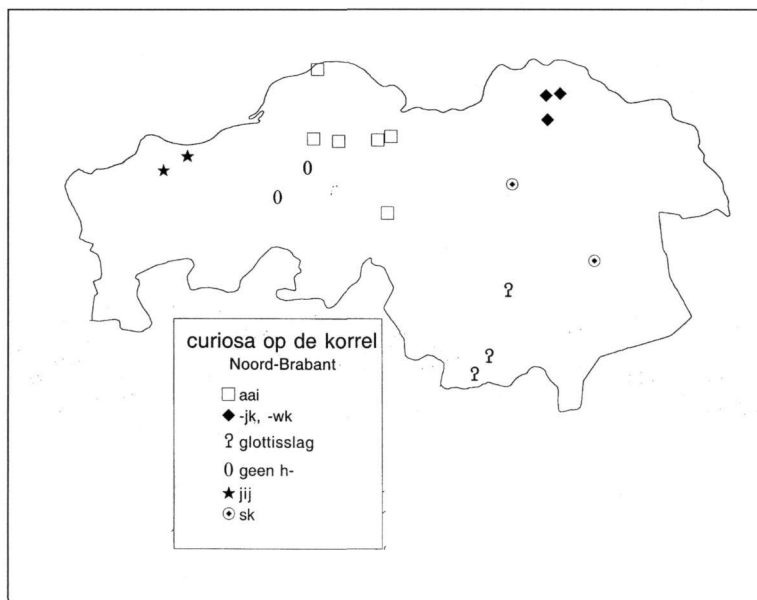 curiosa op de korrel
Noord-Brabant
aai
-jk, -wk
glottisslag
geen h-
jij
sk